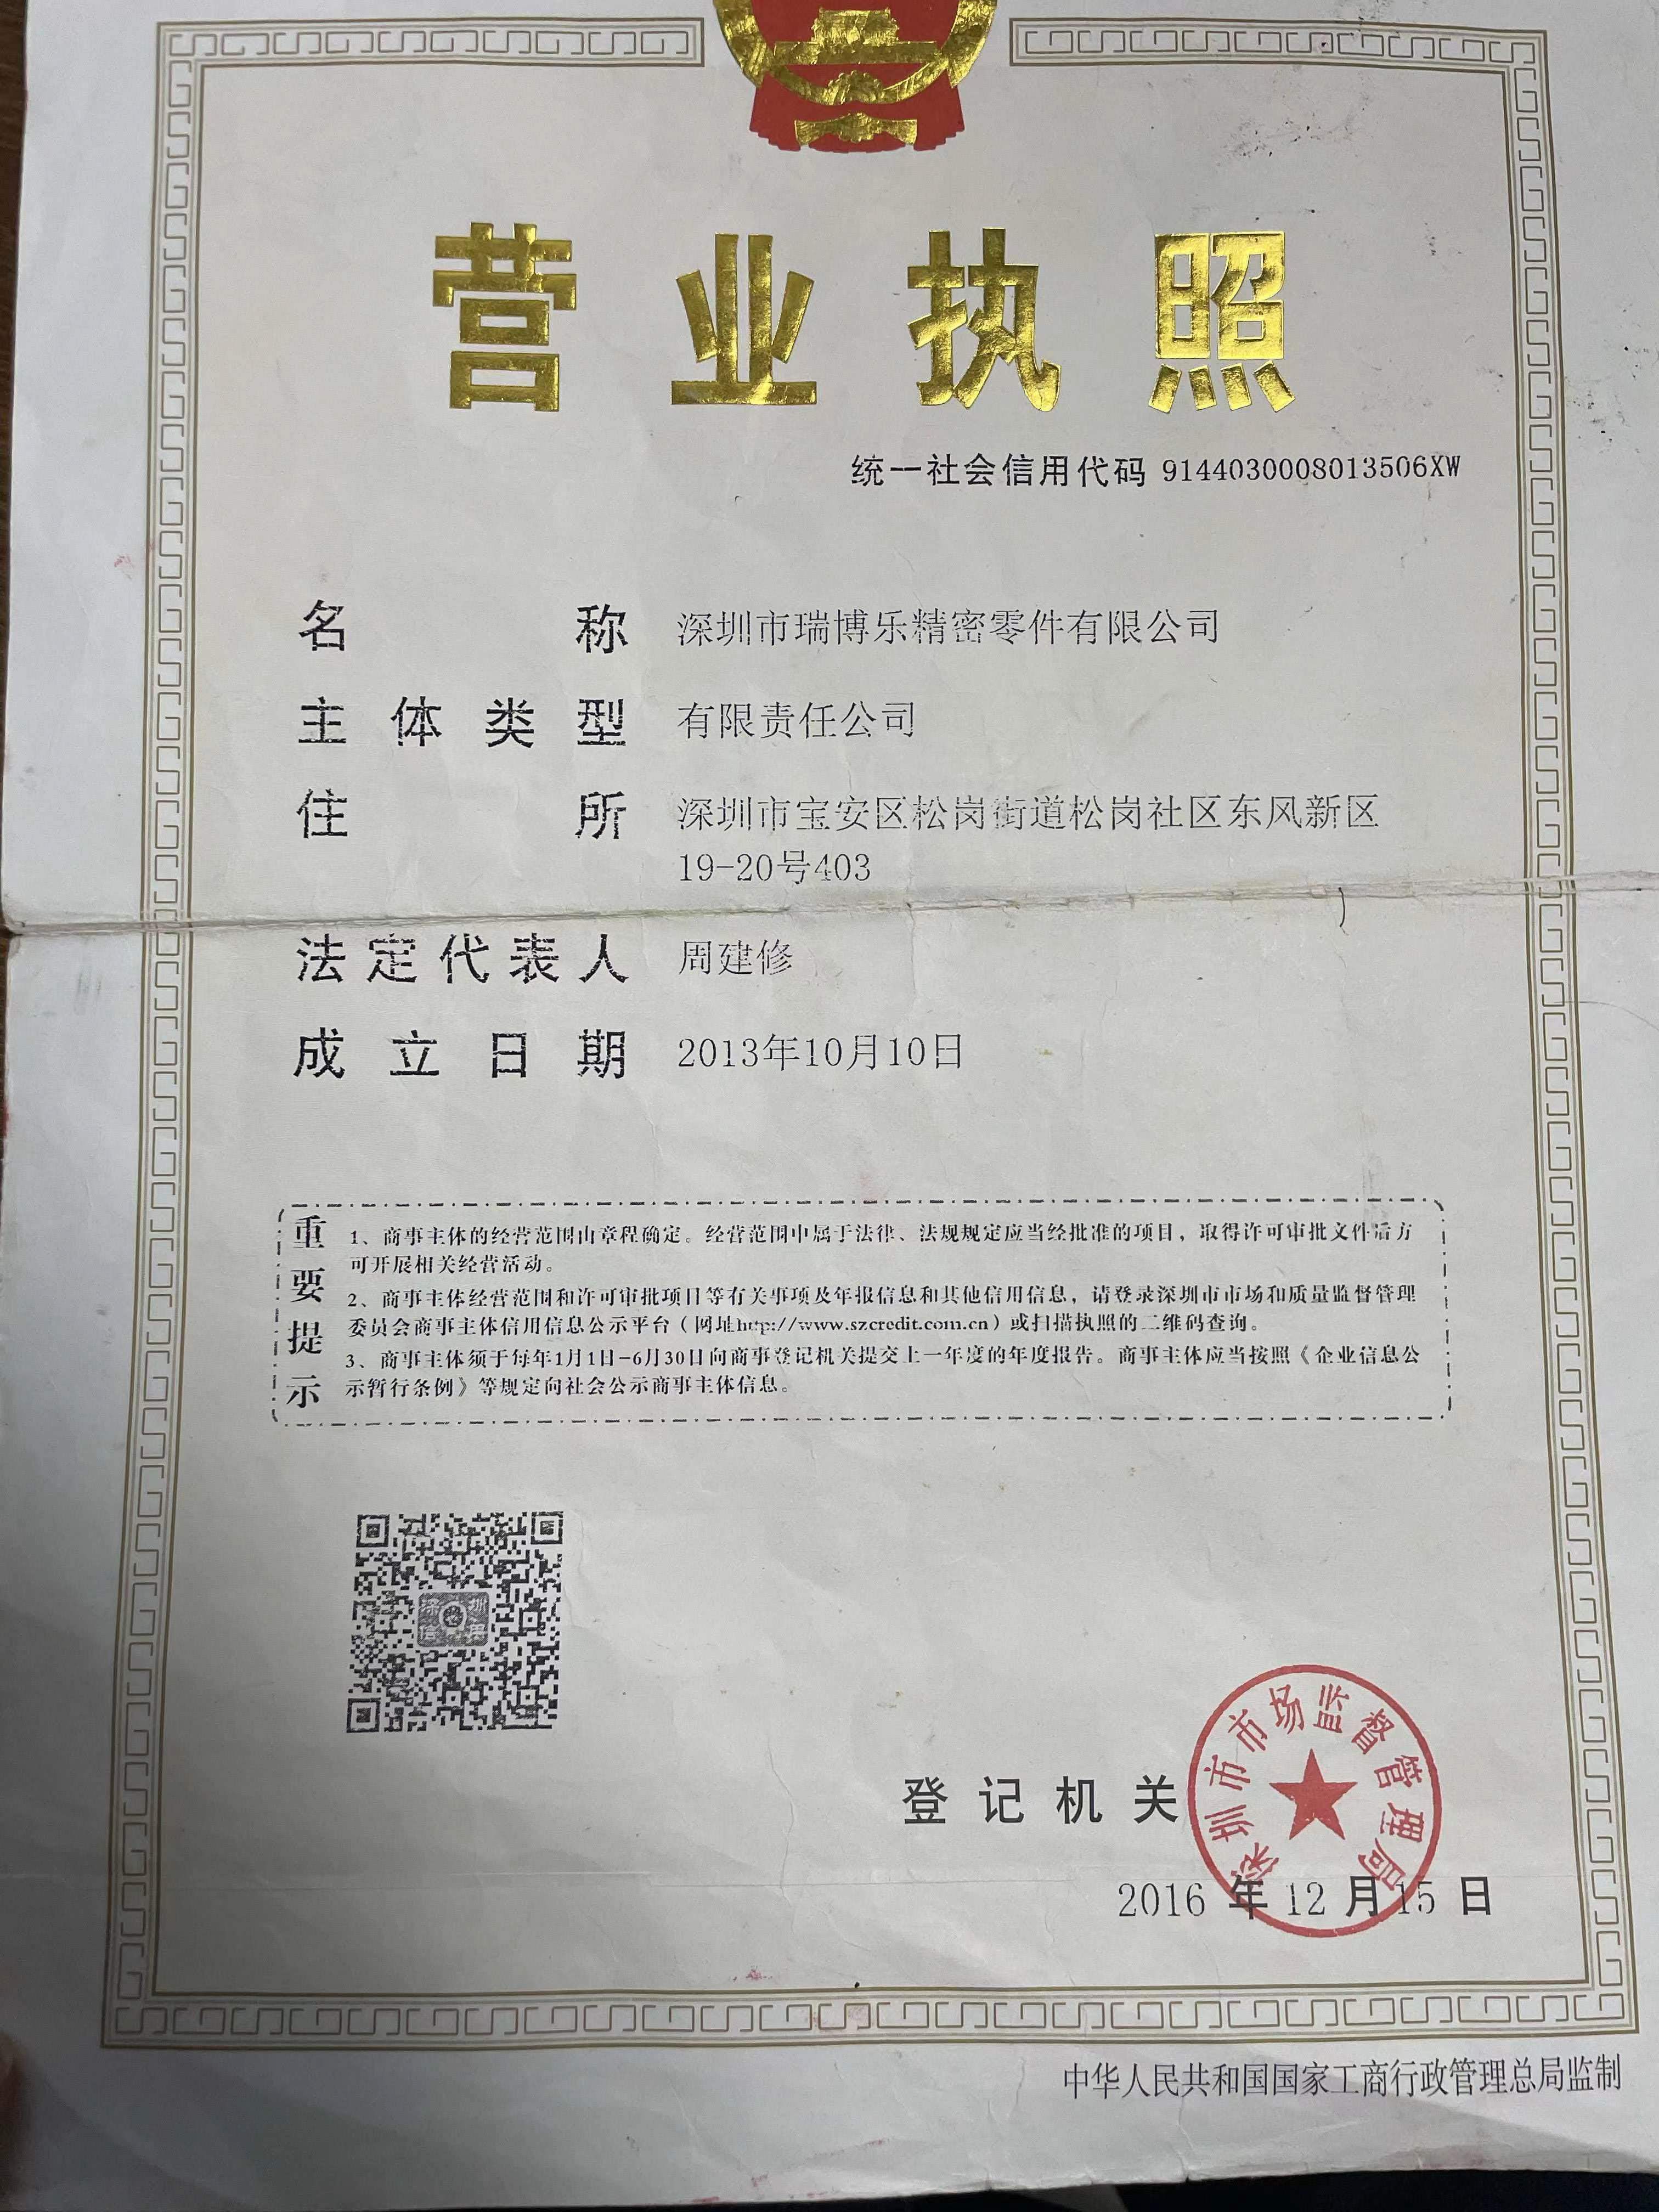 营业执照
统一社会信用代码 9144030008013506XW
名称 深圳市瑞博乐精密零件有限公司
主体类型 有限责任公司
住所 深圳市宝安区松岗街道松岗社区东风新区
19-20号403
法定代表人 周建修
成立日期 2013年10月10日
重要提示
1、商事主体的经营范围由章程确定。经营范围中属于法律、法规规定应当经批准的项目，取得许可审批文件后方
可开展相关经营活动。
2、商事主体经营范围和许可审批项目等有关事项及年报信息和其他信用信息，请登录深圳市市场和质量监督管理
委员会商事主体信用信息公示平台（网址http://www.szcredit.com.cn）或扫描执照的二维码查询。
3、商事主体须于每年1月1日-6月30日向商事登记机关提交上一年度的年度报告。商事主体应当按照《企业信息公
示暂行条例》等规定向社会公示商事主体信息。
深圳
信用
登记机关
深圳市市场监督管理局
2016 年 12 月 15 日
中华人民共和国国家工商行政管理总局监制